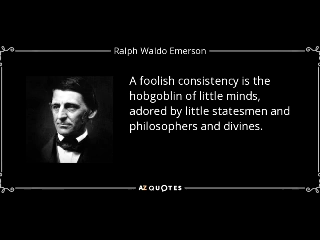 Ralph Waldo Emerson
A foolish consistency is the
hobgoblin of little minds,
adored by little statesmen and
philosophers and divines.
AZ QUOTES